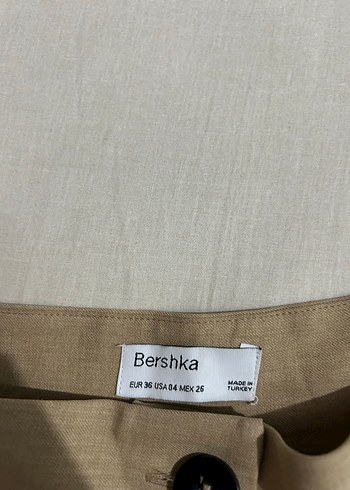 Bershka
EUR 36 USA 04 MEX 26
MADE IN
TURKEY